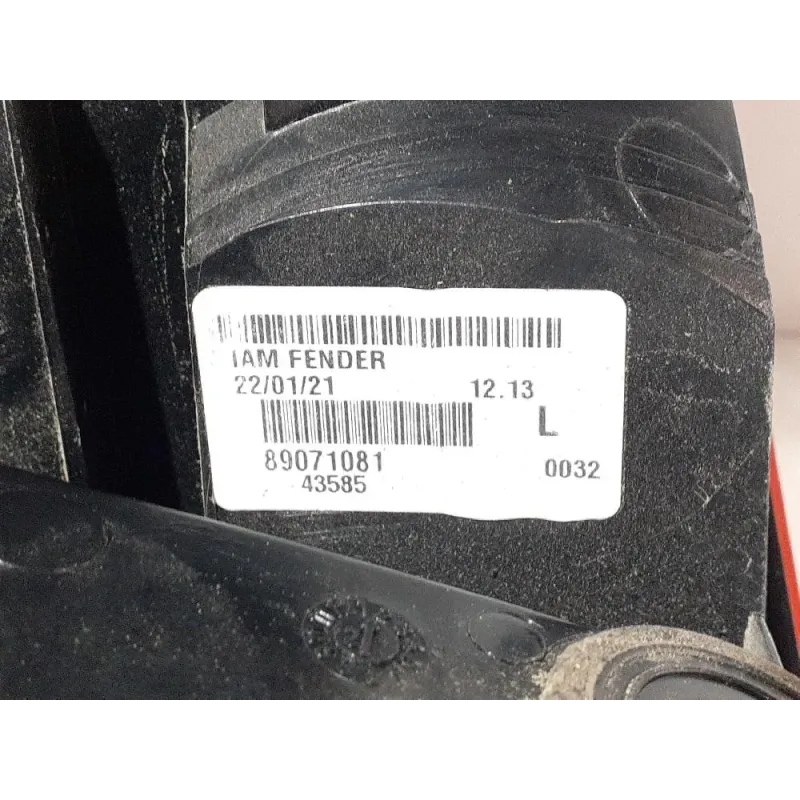 IAM FENDER
22/01/21 12.13
L
89071081 0032
43585